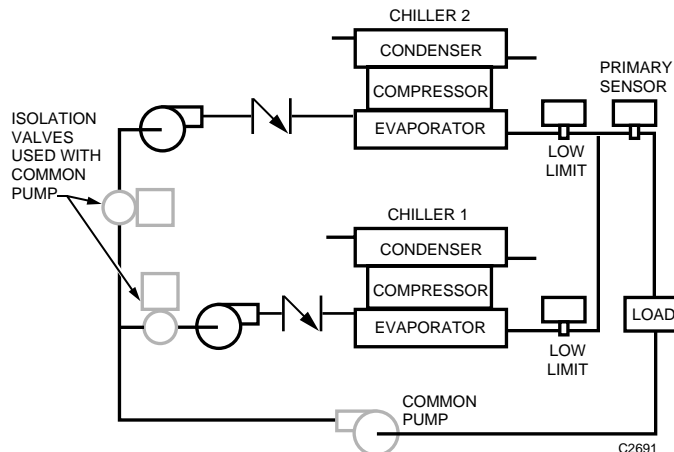 CHILLER 2
CONDENSER
COMPRESSOR
EVAPORATOR
PRIMARY
SENSOR
LOW
LIMIT
ISOLATION
VALVES
USED WITH
COMMON
PUMP
CHILLER 1
CONDENSER
COMPRESSOR
EVAPORATOR
LOW
LIMIT
LOAD
COMMON
PUMP
C2691